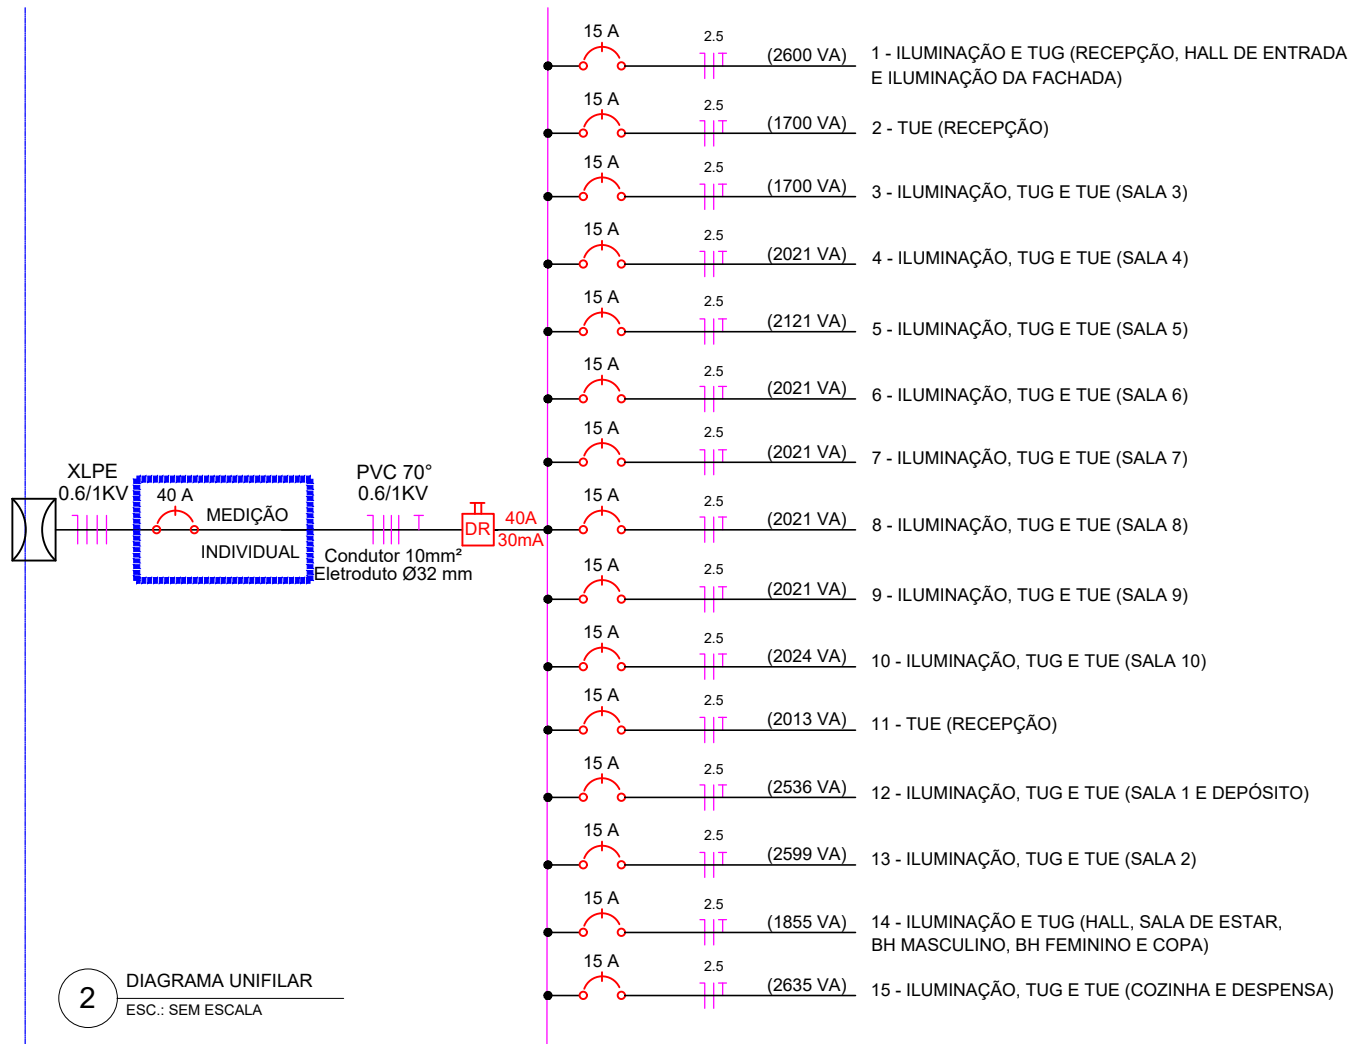 15 A
2.5
(2600 VA)
1 - ILUMINAÇÃO E TUG (RECEPÇÃO, HALL DE ENTRADA
E ILUMINAÇÃO DA FACHADA)
15 A
2.5
(1700 VA)
2 - TUE (RECEPÇÃO)
15 A
2.5
(1700 VA)
3 - ILUMINAÇÃO, TUG E TUE (SALA 3)
15 A
2.5
(2021 VA)
4 - ILUMINAÇÃO, TUG E TUE (SALA 4)
15 A
2.5
(2121 VA)
5 - ILUMINAÇÃO, TUG E TUE (SALA 5)
15 A
2.5
(2021 VA)
6 - ILUMINAÇÃO, TUG E TUE (SALA 6)
15 A
2.5
(2021 VA)
7 - ILUMINAÇÃO, TUG E TUE (SALA 7)
XLPE
0.6/1KV
40 A
MEDIÇÃO
INDIVIDUAL
PVC 70°
0.6/1KV
Condutor 10mm²
Eletroduto Ø32 mm
DR
40A
30mA
15 A
2.5
(2021 VA)
8 - ILUMINAÇÃO, TUG E TUE (SALA 8)
15 A
2.5
(2021 VA)
9 - ILUMINAÇÃO, TUG E TUE (SALA 9)
15 A
2.5
(2024 VA)
10 - ILUMINAÇÃO, TUG E TUE (SALA 10)
15 A
2.5
(2013 VA)
11 - TUE (RECEPÇÃO)
15 A
2.5
(2536 VA)
12 - ILUMINAÇÃO, TUG E TUE (SALA 1 E DEPÓSITO)
15 A
2.5
(2599 VA)
13 - ILUMINAÇÃO, TUG E TUE (SALA 2)
15 A
2.5
(1855 VA)
14 - ILUMINAÇÃO E TUG (HALL, SALA DE ESTAR,
BH MASCULINO, BH FEMININO E COPA)
15 A
2.5
(2635 VA)
15 - ILUMINAÇÃO, TUG E TUE (COZINHA E DESPENSA)
2
DIAGRAMA UNIFILAR
ESC.: SEM ESCALA